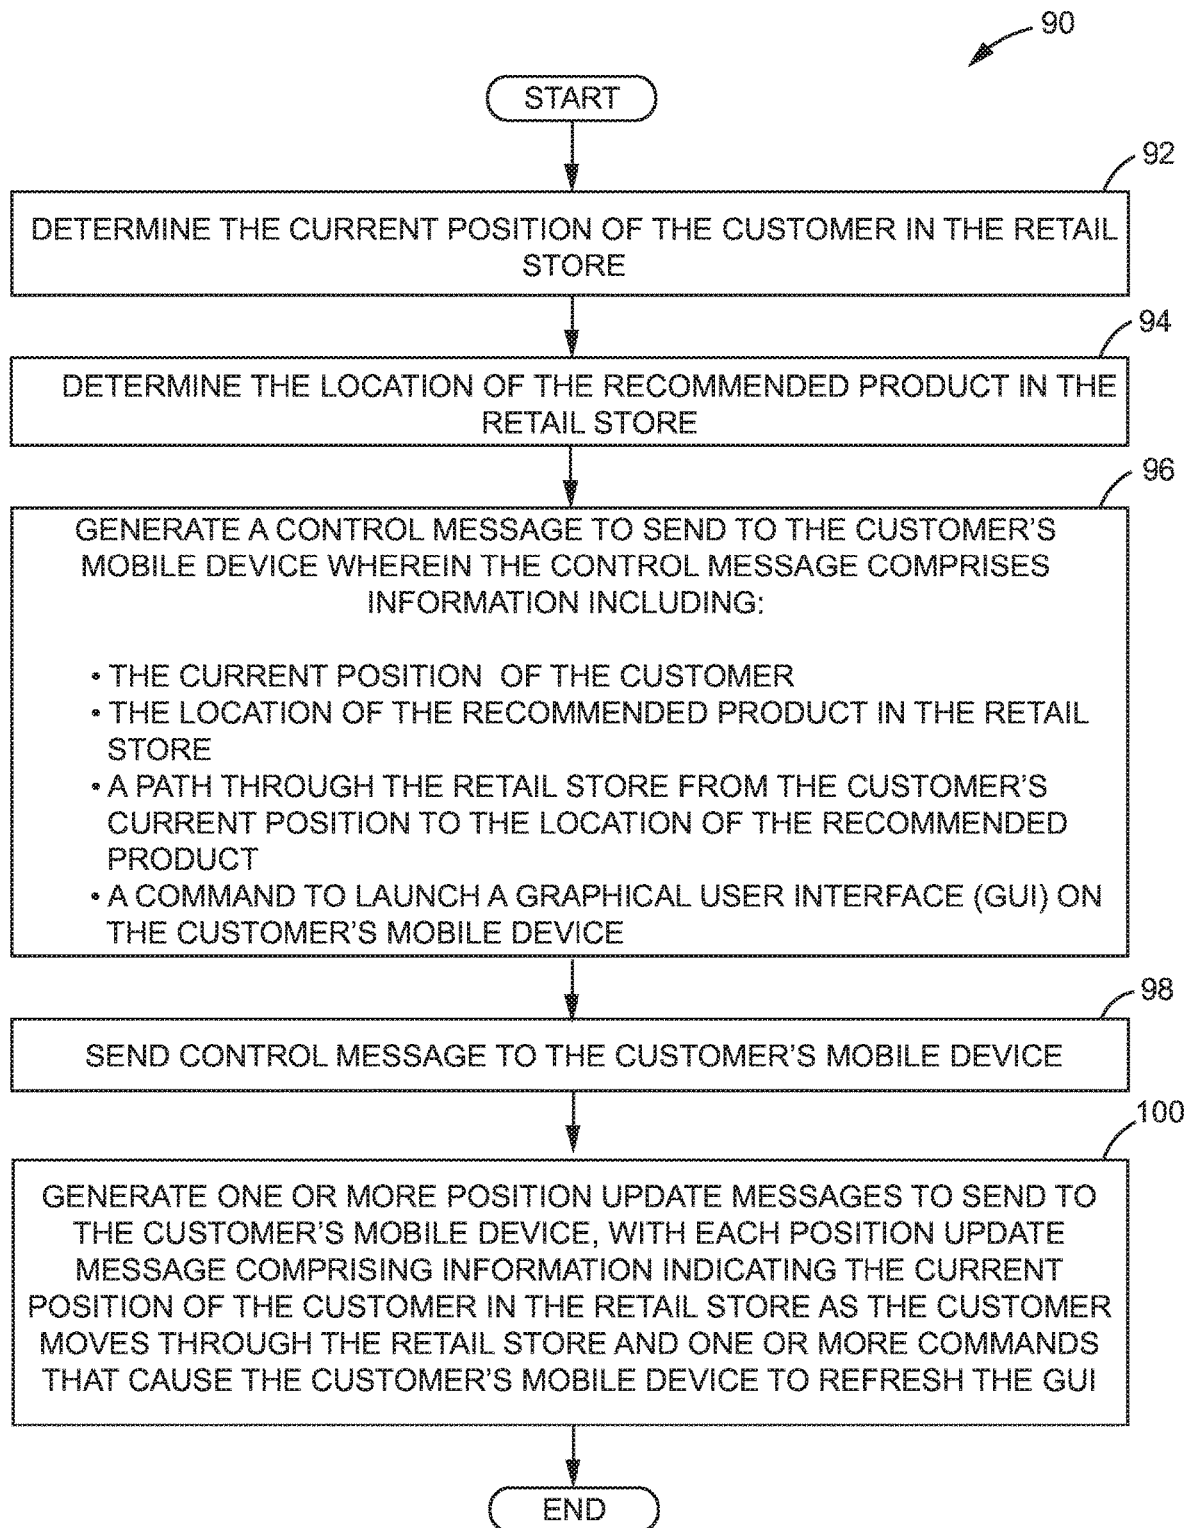 90
START
92
DETERMINE THE CURRENT POSITION OF THE CUSTOMER IN THE RETAIL
STORE
94
DETERMINE THE LOCATION OF THE RECOMMENDED PRODUCT IN THE
RETAIL STORE
96
GENERATE A CONTROL MESSAGE TO SEND TO THE CUSTOMER'S
MOBILE DEVICE WHEREIN THE CONTROL MESSAGE COMPRISES
INFORMATION INCLUDING:
• THE CURRENT POSITION OF THE CUSTOMER
• THE LOCATION OF THE RECOMMENDED PRODUCT IN THE RETAIL
STORE
• A PATH THROUGH THE RETAIL STORE FROM THE CUSTOMER'S
CURRENT POSITION TO THE LOCATION OF THE RECOMMENDED
PRODUCT
• A COMMAND TO LAUNCH A GRAPHICAL USER INTERFACE (GUI) ON
THE CUSTOMER'S MOBILE DEVICE
98
SEND CONTROL MESSAGE TO THE CUSTOMER'S MOBILE DEVICE
100
GENERATE ONE OR MORE POSITION UPDATE MESSAGES TO SEND TO
THE CUSTOMER'S MOBILE DEVICE, WITH EACH POSITION UPDATE
MESSAGE COMPRISING INFORMATION INDICATING THE CURRENT
POSITION OF THE CUSTOMER IN THE RETAIL STORE AS THE CUSTOMER
MOVES THROUGH THE RETAIL STORE AND ONE OR MORE COMMANDS
THAT CAUSE THE CUSTOMER'S MOBILE DEVICE TO REFRESH THE GUI
END